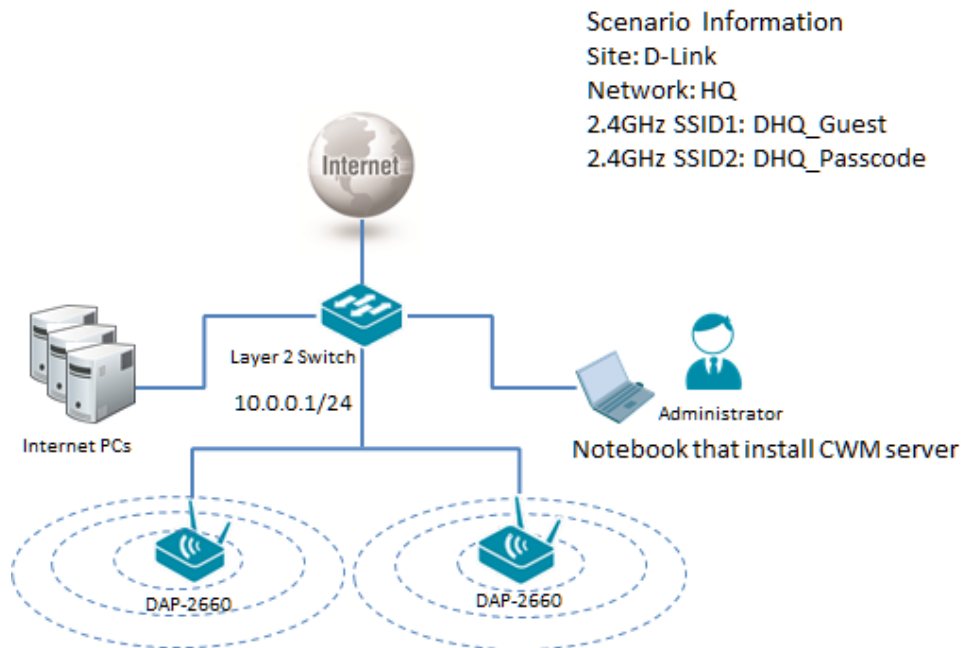 Scenario Information
Site: D-Link
Network: HQ
2.4GHz SSID1: DHQ_Guest
2.4GHz SSID2: DHQ_Passcode
Internet
Layer 2 Switch
10.0.0.1/24
Internet PCs
Administrator
Notebook that install CWM server
DAP-2660
DAP-2660